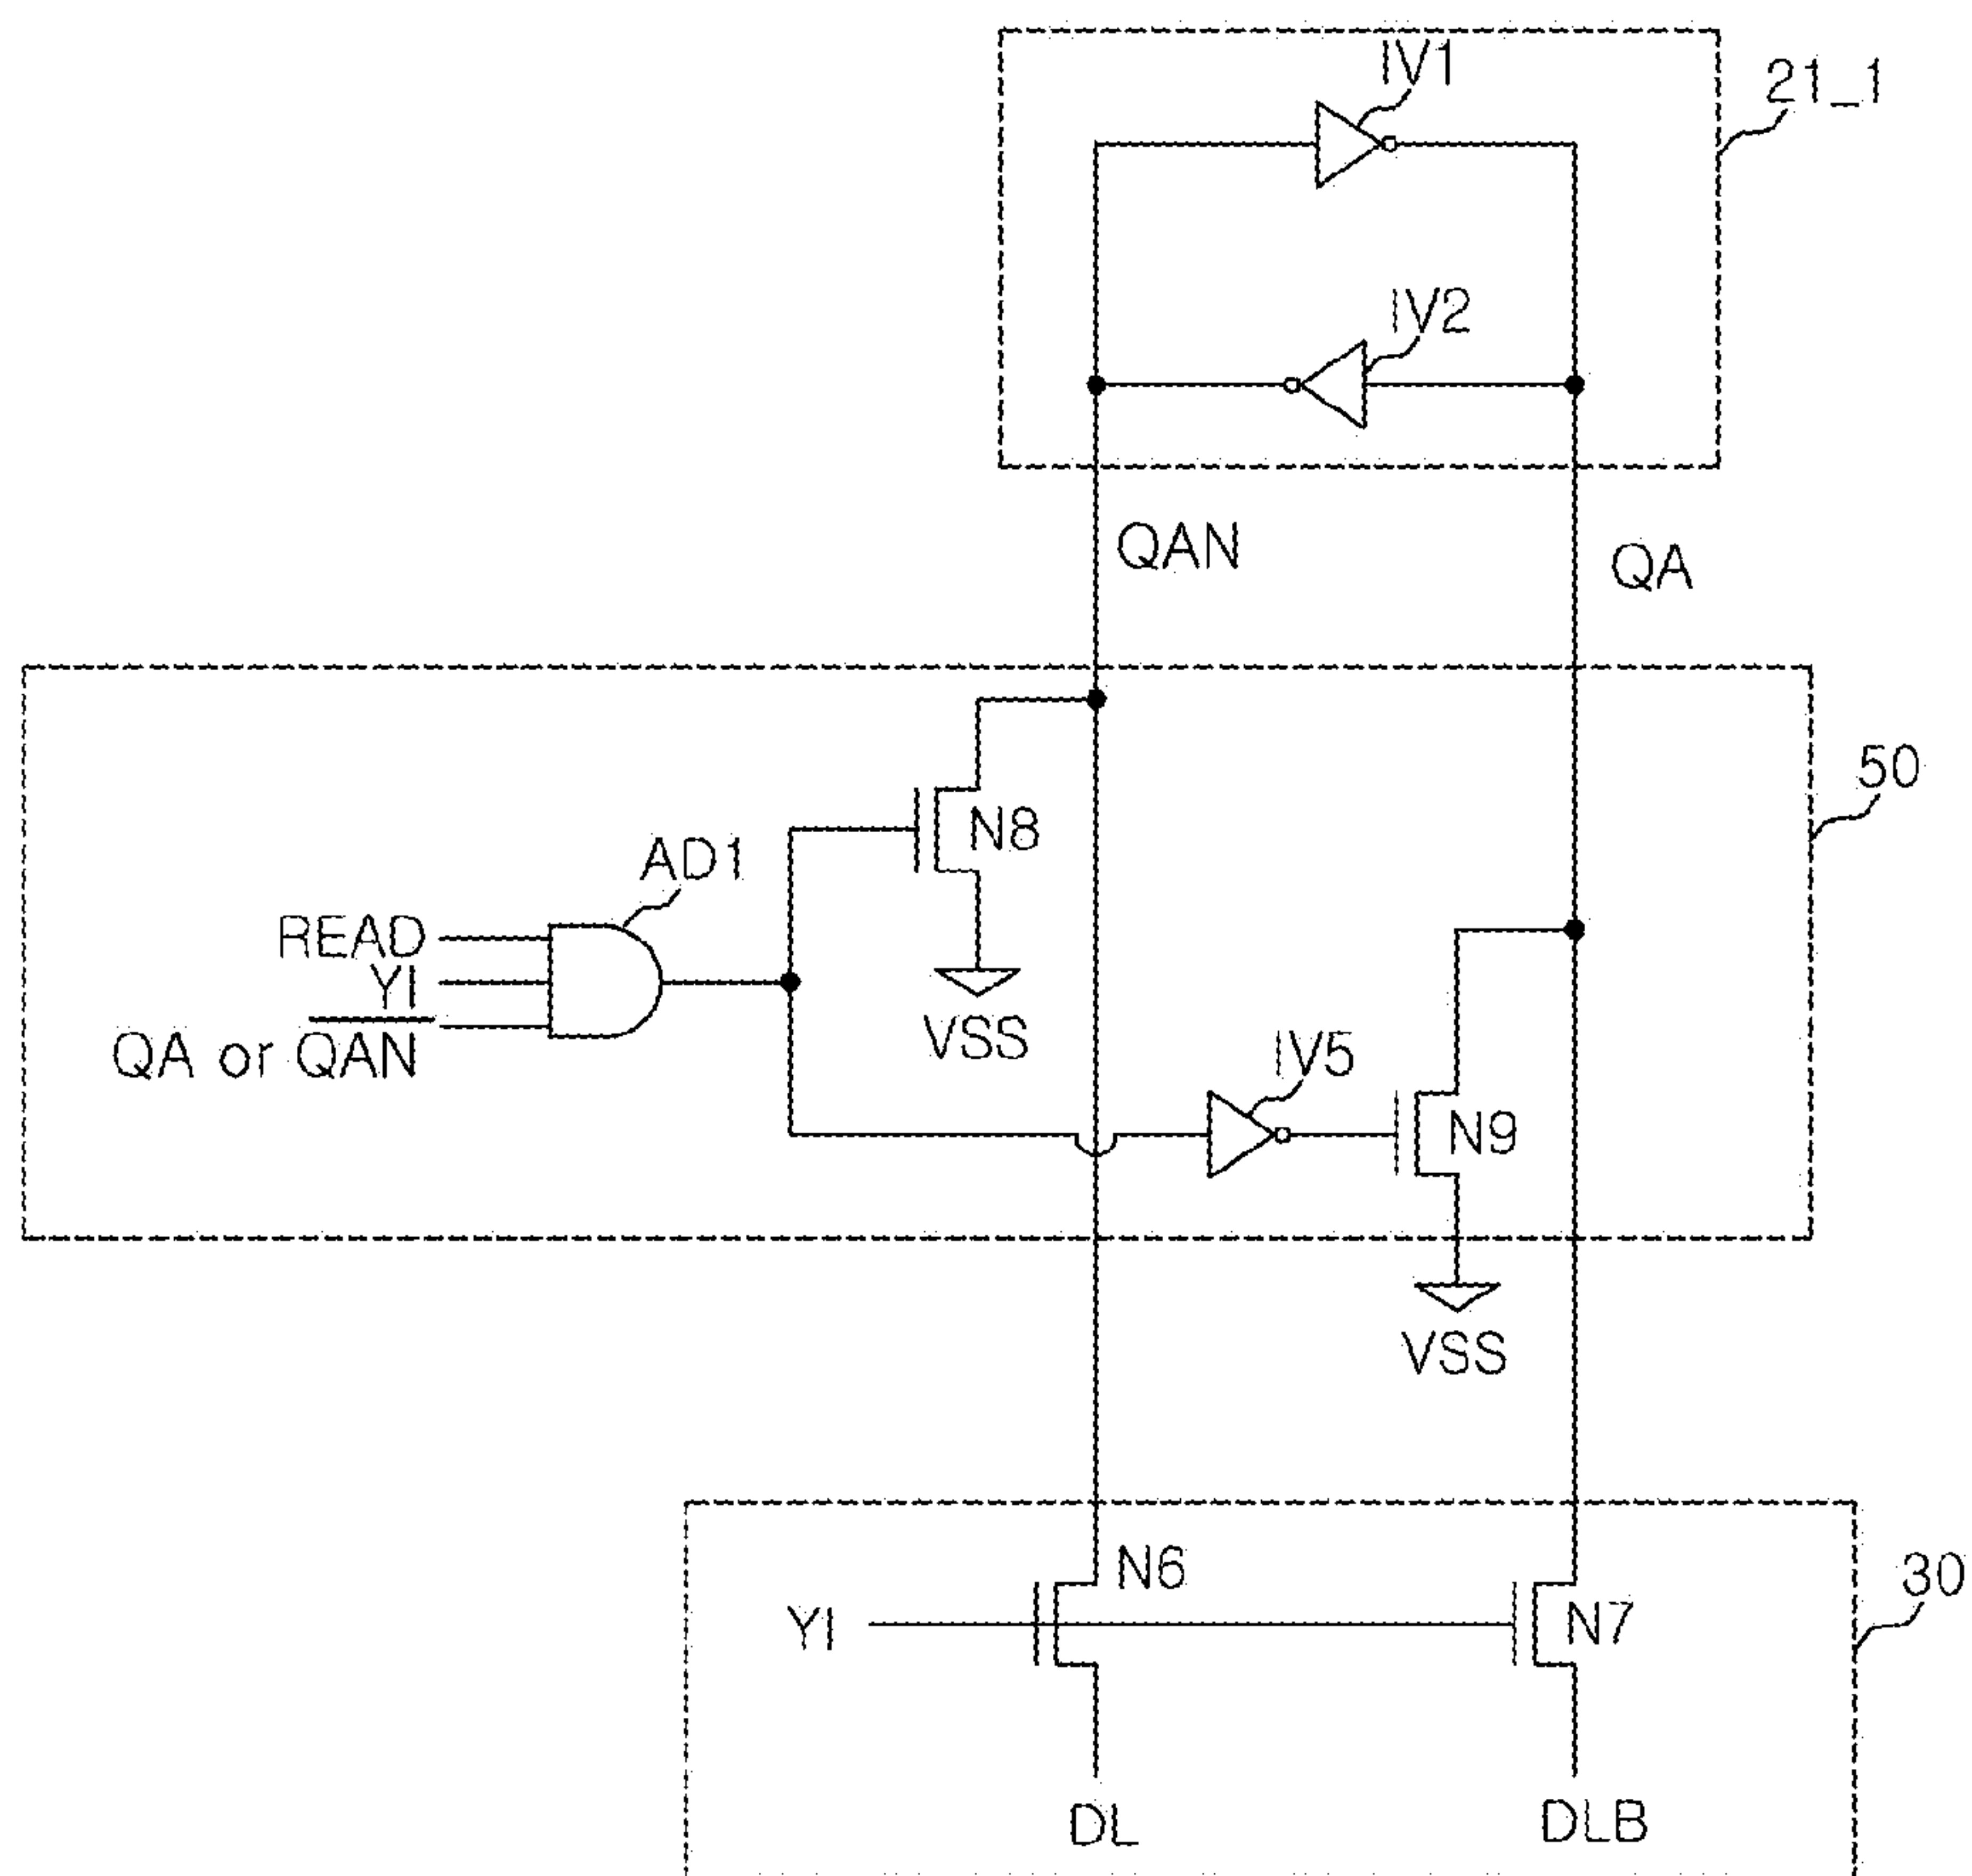 IV1
21_1
IV2
QAN
QA
50
N8
AD1
READ
YI
QA or Q̅A̅N̅
VSS
IV5
N9
VSS
N6
30
YI
N7
DL
DLB